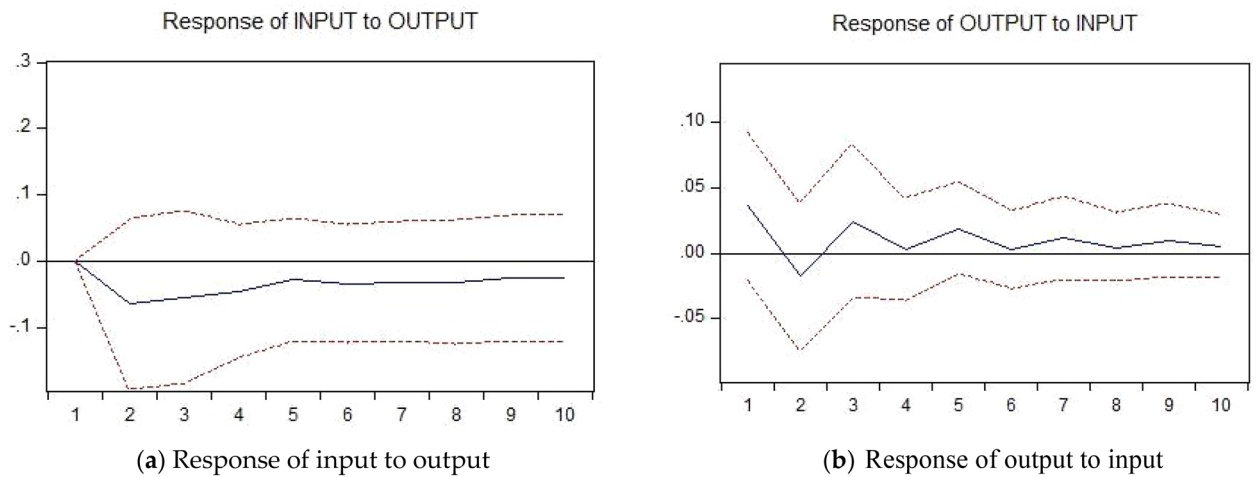 Response of INPUT to OUTPUT
.3
.2
.1
.0
-.1
1 2 3 4 5 6 7 8 9 10
(a) Response of input to output
Response of OUTPUT to INPUT
.10
.05
.00
-.05
1 2 3 4 5 6 7 8 9 10
(b) Response of output to input